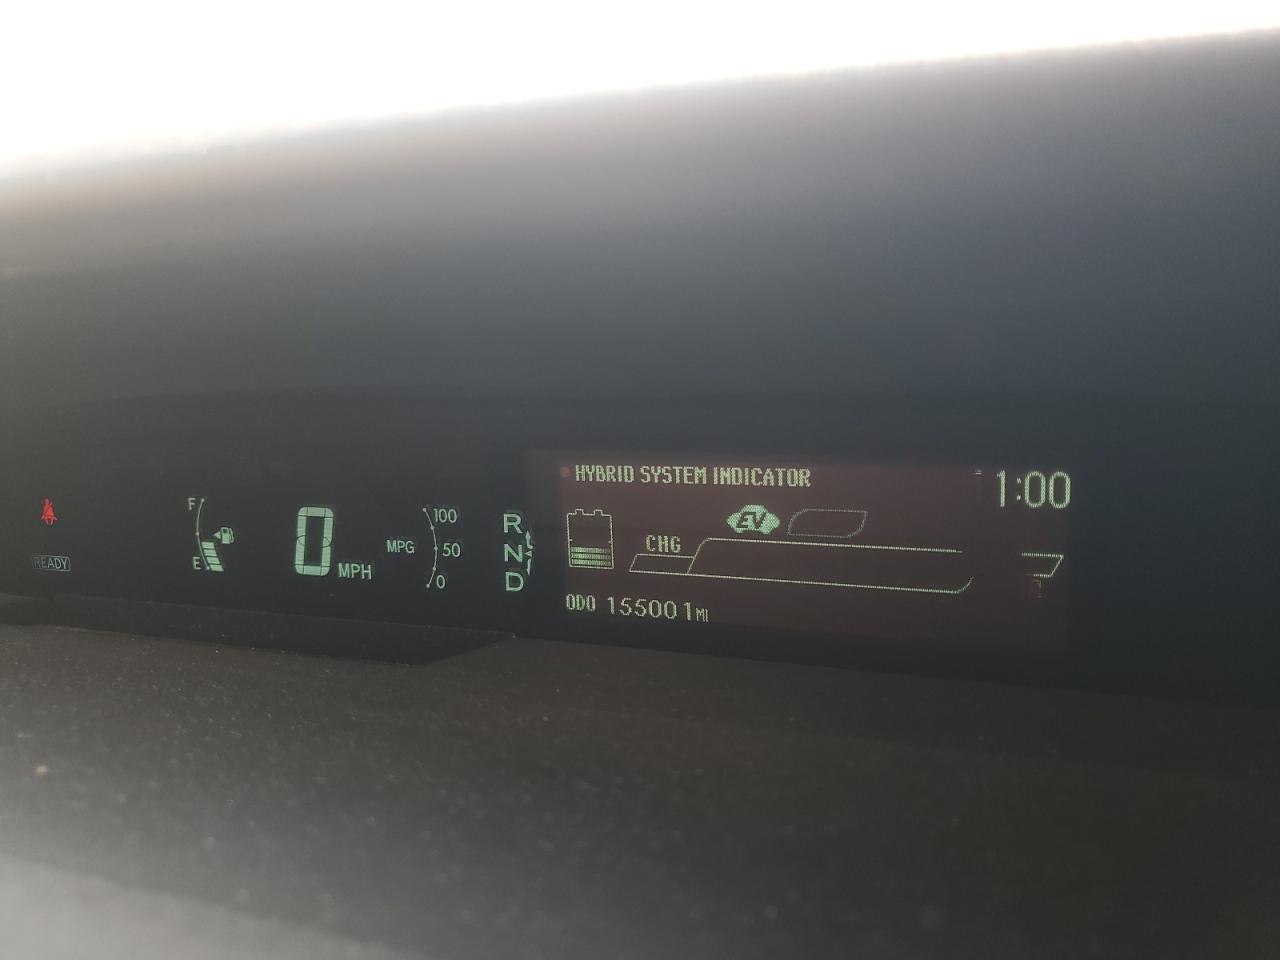 HYBRID SYSTEM INDICATOR
1:00
F
E
READY
0 MPH
MPG
100
50
0
R
N
D
EV
CHG
ODO 155001 MI